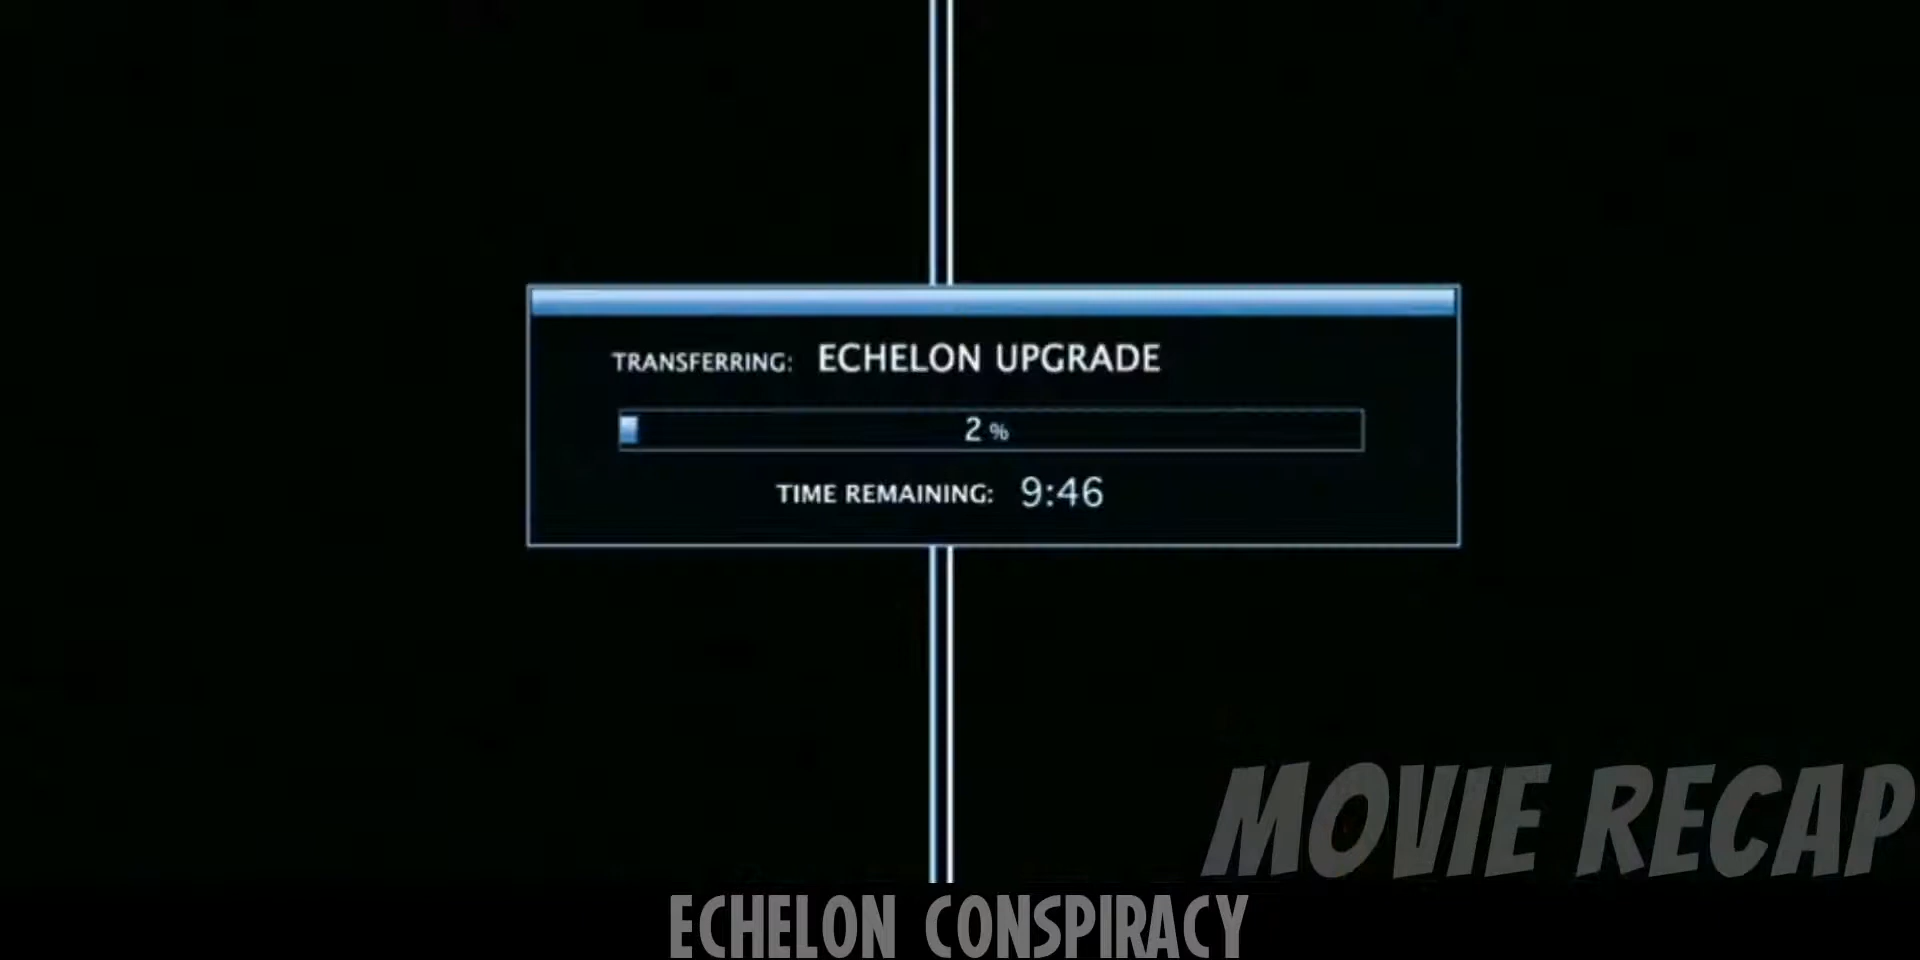 TRANSFERRING: ECHELON UPGRADE
2 %
TIME REMAINING: 9:46
MOVIE RECAP
ECHELON CONSPIRACY